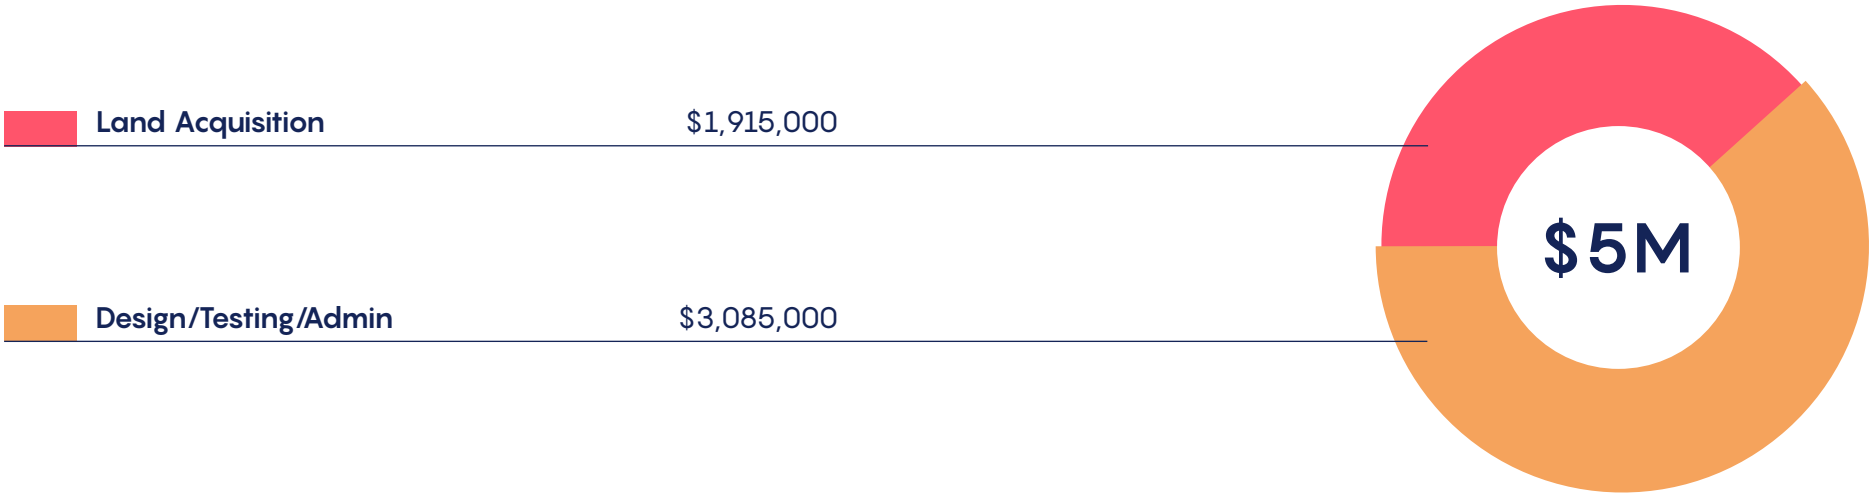 Land Acquisition $1,915,000
$5M
Design/Testing/Admin $3,085,000